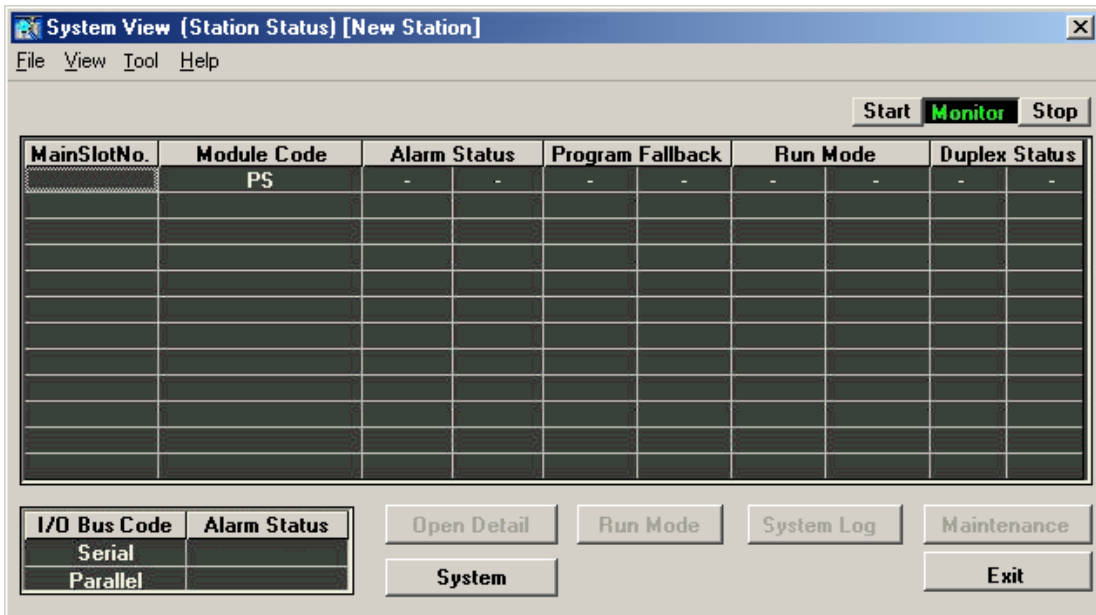 System View (Station Status) [New Station]
File View Tool Help
Start Monitor Stop
MainSlotNo. Module Code Alarm Status Program Fallback Run Mode Duplex Status
PS - - - - - - - -
I/O Bus Code Alarm Status
Serial
Parallel
Open Detail Run Mode System Log Maintenance
System Exit